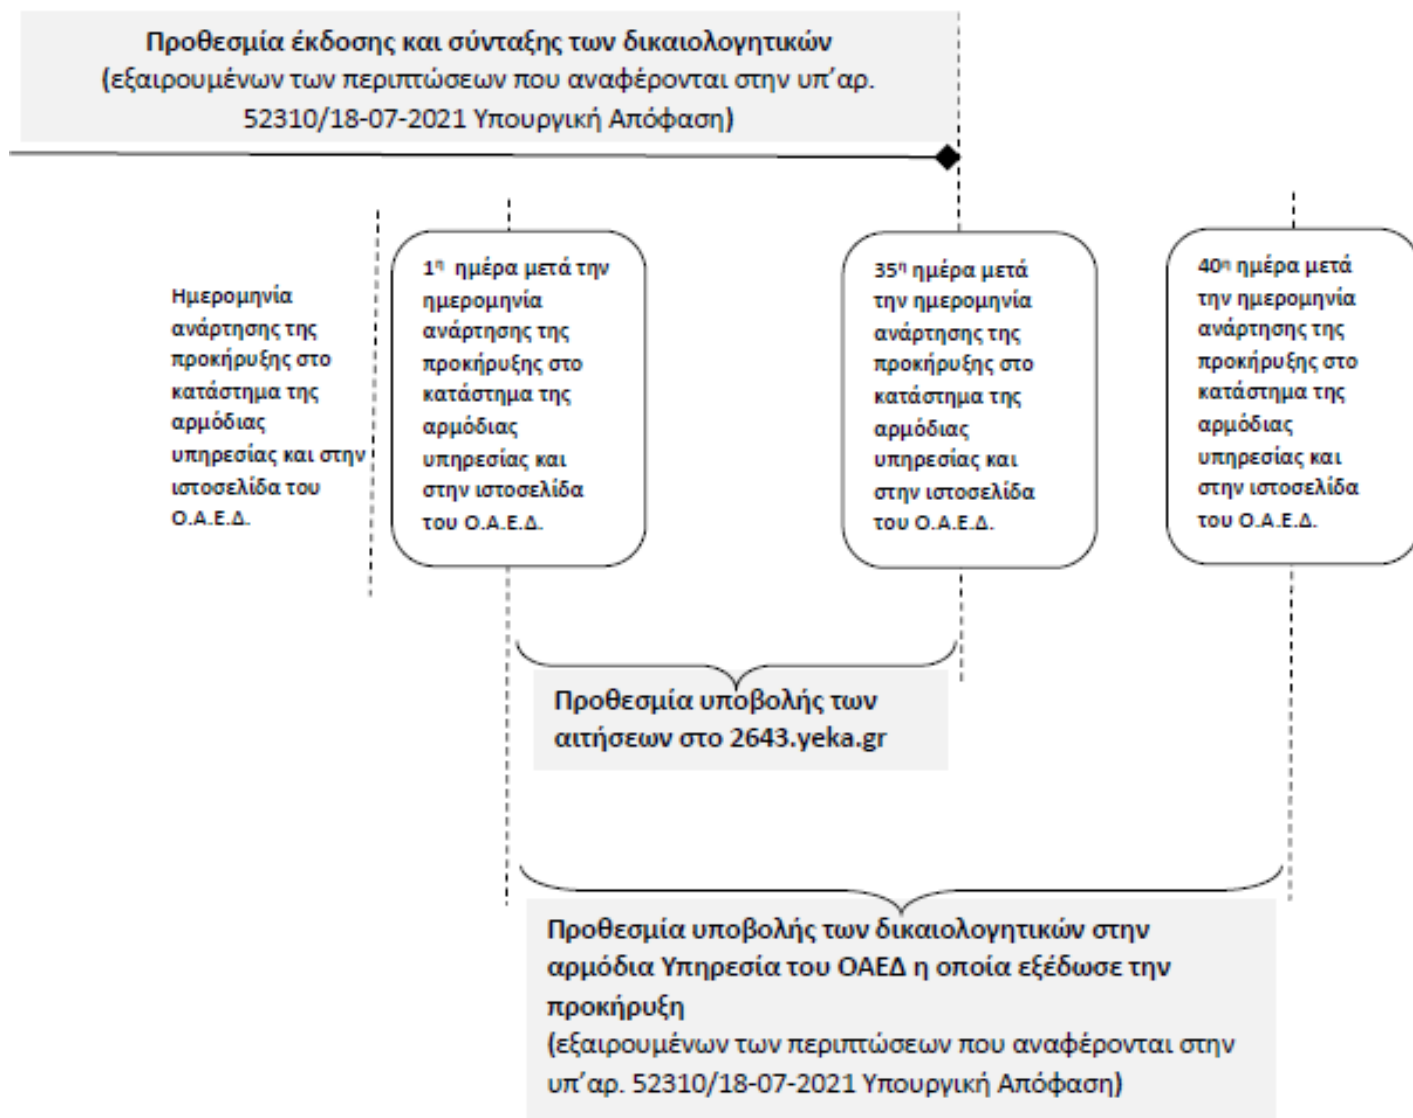 Προθεσμία έκδοσης και σύνταξης των δικαιολογητικών
(εξαιρουμένων των περιπτώσεων που αναφέρονται στην υπ’αρ.
52310/18-07-2021 Υπουργική Απόφαση)
Ημερομηνία
ανάρτησης της
προκήρυξης στο
κατάστημα της
αρμόδιας
υπηρεσίας και στην
ιστοσελίδα του
Ο.Α.Ε.Δ.
1η ημέρα μετά την
ημερομηνία
ανάρτησης της
προκήρυξης στο
κατάστημα της
αρμόδιας
υπηρεσίας και
στην ιστοσελίδα
του Ο.Α.Ε.Δ.
35η ημέρα μετά
την ημερομηνία
ανάρτησης της
προκήρυξης στο
κατάστημα της
αρμόδιας
υπηρεσίας και
στην ιστοσελίδα
του Ο.Α.Ε.Δ.
40η ημέρα μετά
την ημερομηνία
ανάρτησης της
προκήρυξης στο
κατάστημα της
αρμόδιας
υπηρεσίας και
στην ιστοσελίδα
του Ο.Α.Ε.Δ.
Προθεσμία υποβολής των
αιτήσεων στο 2643.yeka.gr
Προθεσμία υποβολής των δικαιολογητικών στην
αρμόδια Υπηρεσία του ΟΑΕΔ η οποία εξέδωσε την
προκήρυξη
(εξαιρουμένων των περιπτώσεων που αναφέρονται στην
υπ’αρ. 52310/18-07-2021 Υπουργική Απόφαση)